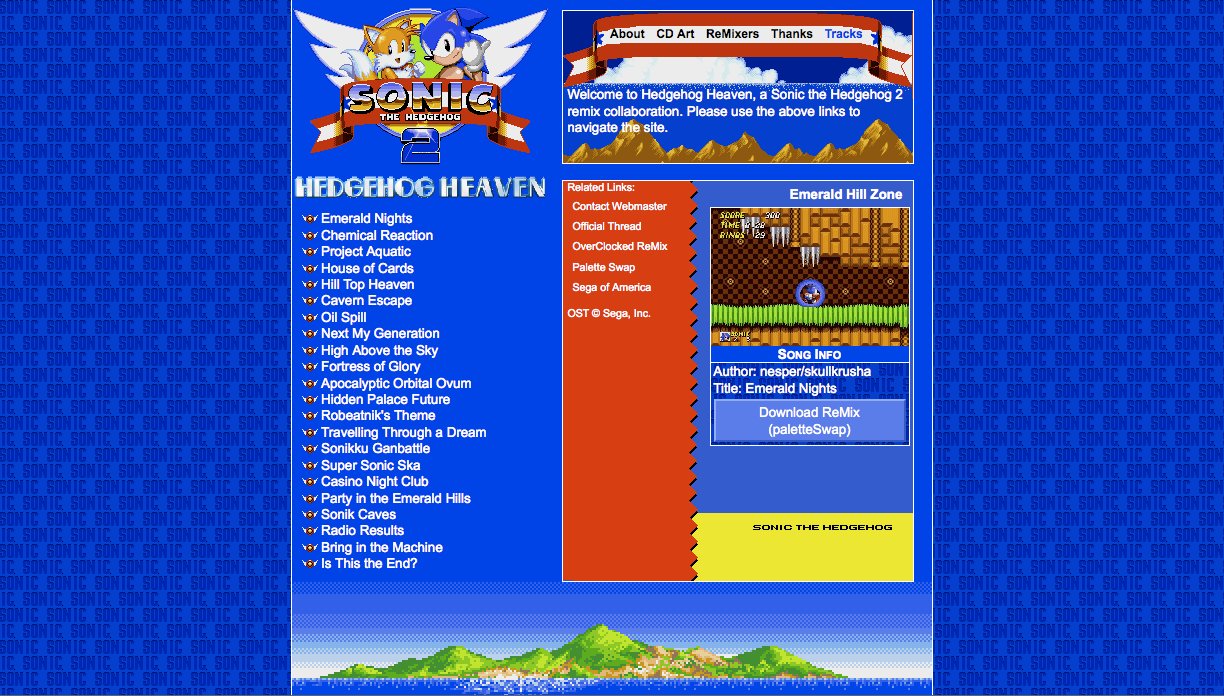 SONIC
THE HEDGEHOG
2
HEDGEHOG HEAVEN
Emerald Nights
Chemical Reaction
Project Aquatic
House of Cards
Hill Top Heaven
Cavern Escape
Oil Spill
Next My Generation
High Above the Sky
Fortress of Glory
Apocalyptic Orbital Ovum
Hidden Palace Future
Robeatnik's Theme
Travelling Through a Dream
Sonikku Ganbattle
Super Sonic Ska
Casino Night Club
Party in the Emerald Hills
Sonik Caves
Radio Results
Bring in the Machine
Is This the End?
About CD Art ReMixers Thanks Tracks
Welcome to Hedgehog Heaven, a Sonic the Hedgehog 2
remix collaboration. Please use the above links to
navigate the site.
Related Links:
Contact Webmaster
Official Thread
OverClocked ReMix
Palette Swap
Sega of America
OST © Sega, Inc.
Emerald Hill Zone
SCORE 300
TIME 0:28
RINGS 29
SONIC
Song Info
Author: nesper/skullkrusha
Title: Emerald Nights
Download ReMix
(paletteSwap)
SONIC THE HEDGEHOG